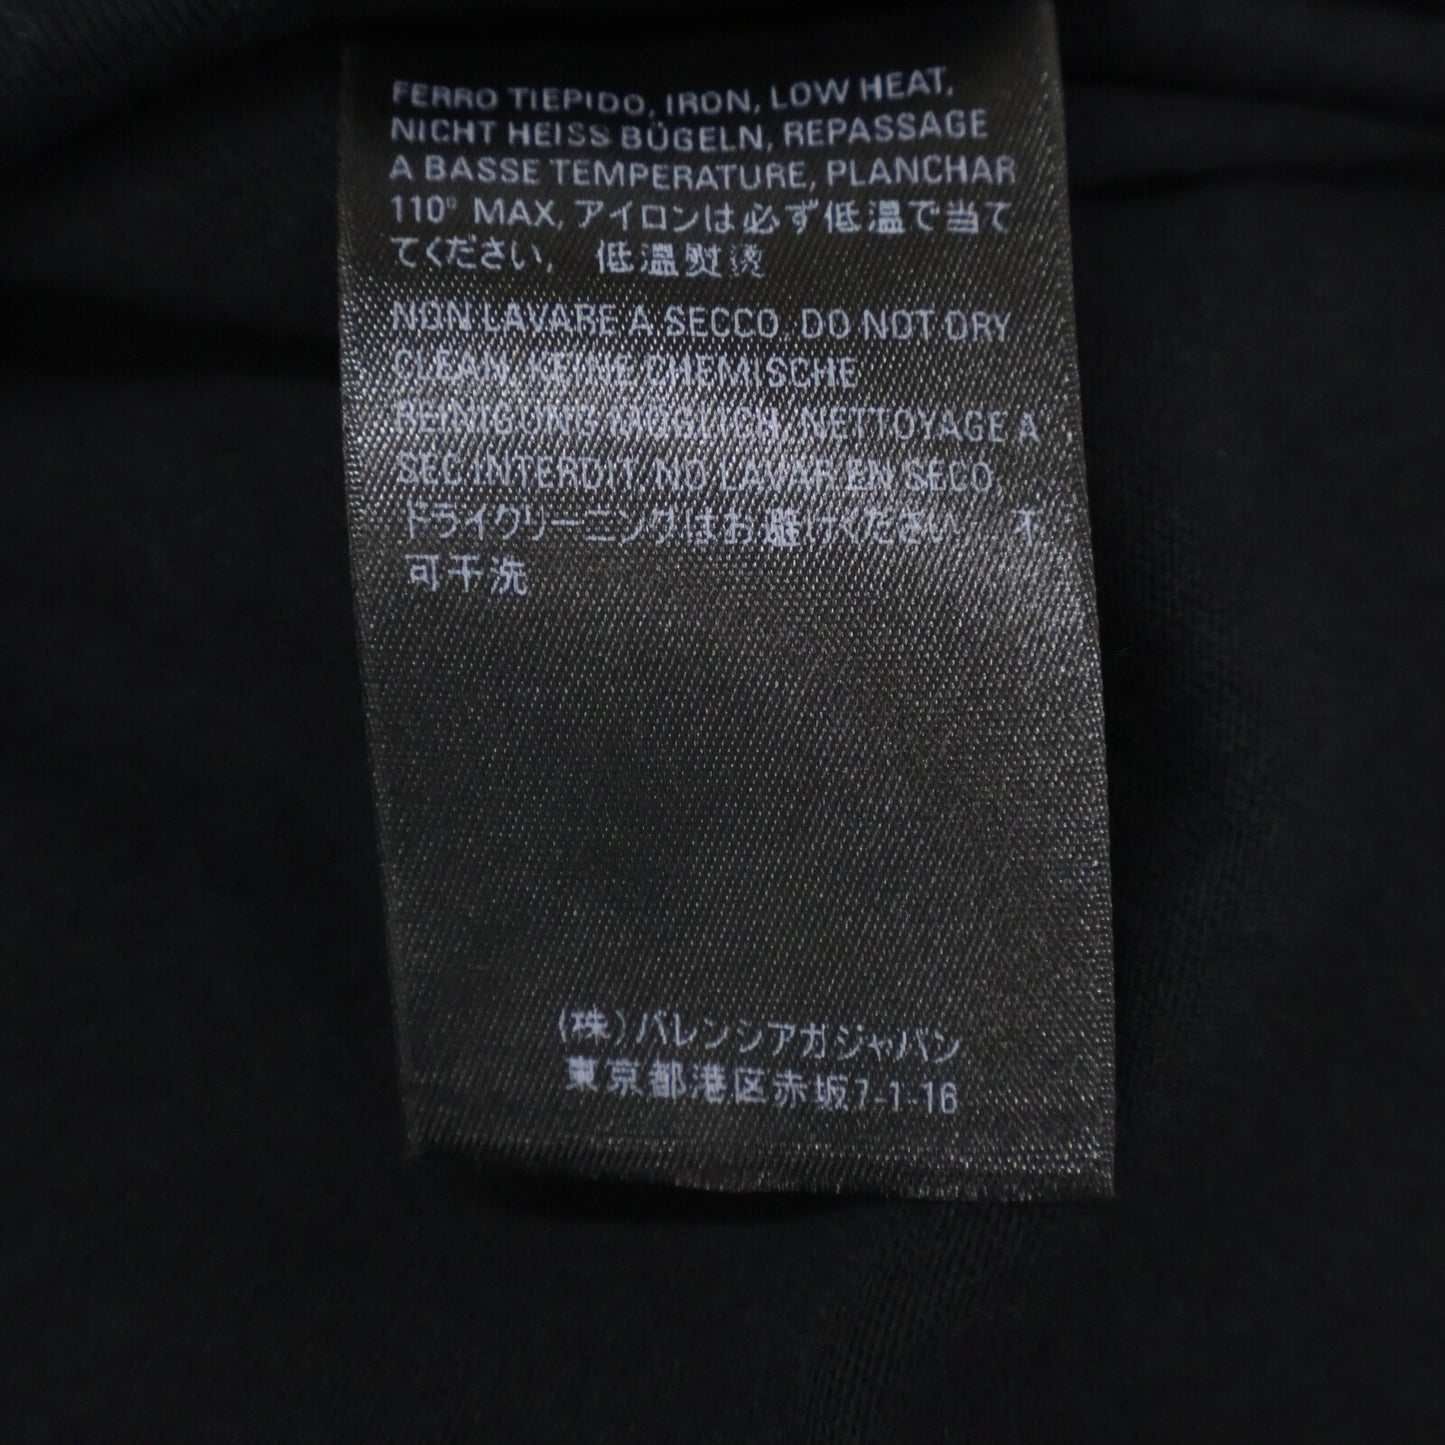 FERRO TIEPIDO, IRON, LOW HEAT,
NICHT HEISS BÜGELN, REPASSAGE
A BASSE TEMPERATURE, PLANCHAR
110º MAX, アイロンは必ず低温で当て
てください, 低温熨烫
NON LAVARE A SECCO, DO NOT DRY
CLEAN, KEINE CHEMISCHE
REINIGUNG MÖGLICH, NETTOYAGE A
SEC INTERDIT, NO LAVAR EN SECO,
ドライクリーニングはお避けください, 不
可干洗
(株)バレンシアガジャパン
東京都港区赤坂7-1-16